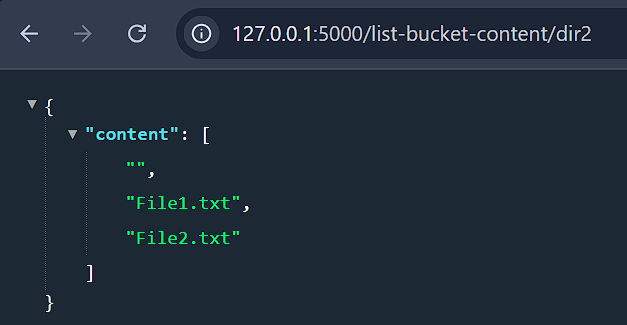 127.0.0.1:5000/list-bucket-content/dir2
{
"content": [
"",
"File1.txt",
"File2.txt"
]
}